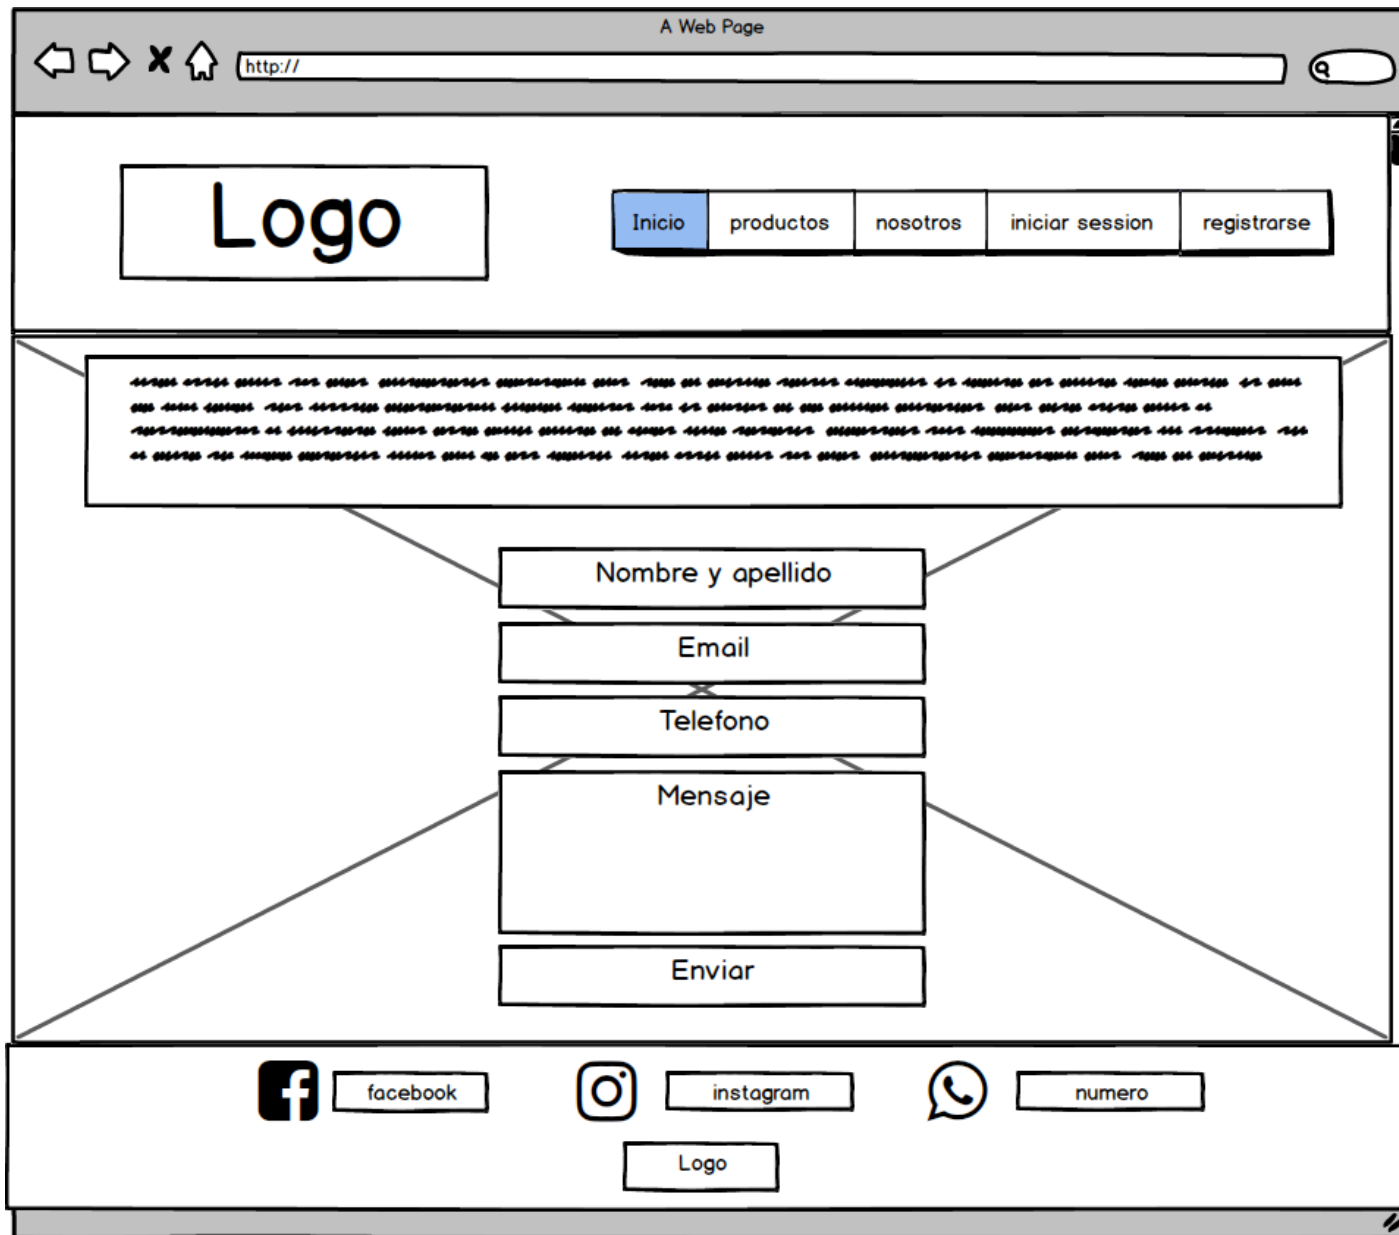 A Web Page
http://
Logo
Inicio productos nosotros iniciar session registrarse
Nombre y apellido
Email
Telefono
Mensaje
Enviar
facebook instagram numero
Logo